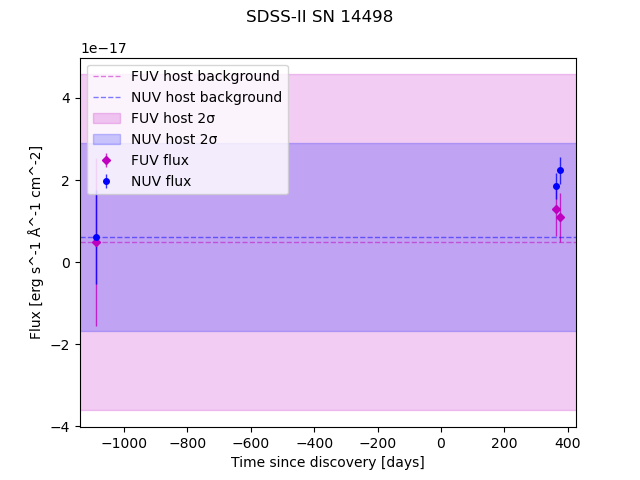 SDSS-II SN 14498
1e−17
FUV host background
NUV host background
FUV host 2σ
NUV host 2σ
FUV flux
NUV flux
4
2
0
−2
−4
Flux [erg s^-1 Å^-1 cm^-2]
−1000 −800 −600 −400 −200 0 200 400
Time since discovery [days]